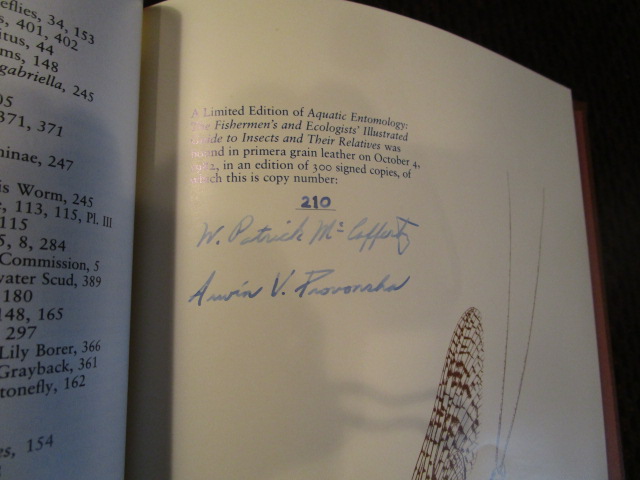 eflies, 34, 153
s, 401, 402
itus, 44
ms, 148
gabriella, 245
05
371, 371
ninae, 247
is Worm, 245
e, 113, 115, Pl. III
115
5, 8, 284
Commission, 5
water Scud, 389
180
148, 165
297
Lily Borer, 366
Grayback, 361
tonefly, 162
es, 154
A Limited Edition of Aquatic Entomology:
The Fishermen's and Ecologists' Illustrated
Guide to Insects and Their Relatives was
bound in primera grain leather on October 4,
in an edition of 300 signed copies, of
which this is copy number:
210
W. Patrick McCafferty
Arwin V. Provonsha